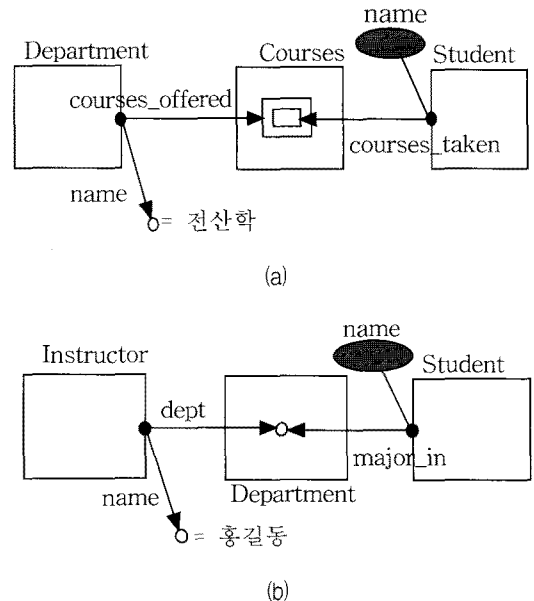 name
Department
Courses
Student
courses_offered
courses_taken
name
= 전산학
(a)
name
Instructor
Student
dept
major_in
name
Department
= 홍길동
(b)